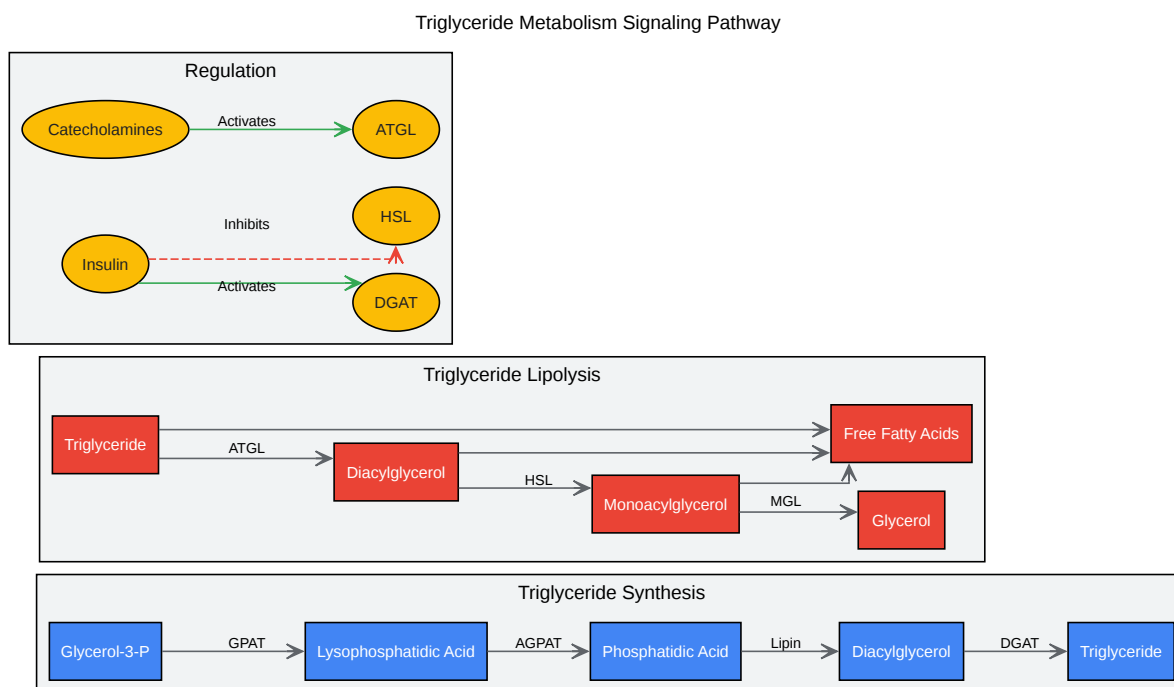 Triglyceride Metabolism Signaling Pathway
Regulation
Catecholamines
Activates
ATGL
HSL
Inhibits
Insulin
Activates
DGAT
Triglyceride Lipolysis
Triglyceride
ATGL
Diacylglycerol
HSL
Monoacylglycerol
MGL
Free Fatty Acids
Glycerol
Triglyceride Synthesis
Glycerol-3-P
GPAT
Lysophosphatidic Acid
AGPAT
Phosphatidic Acid
Lipin
Diacylglycerol
DGAT
Triglyceride